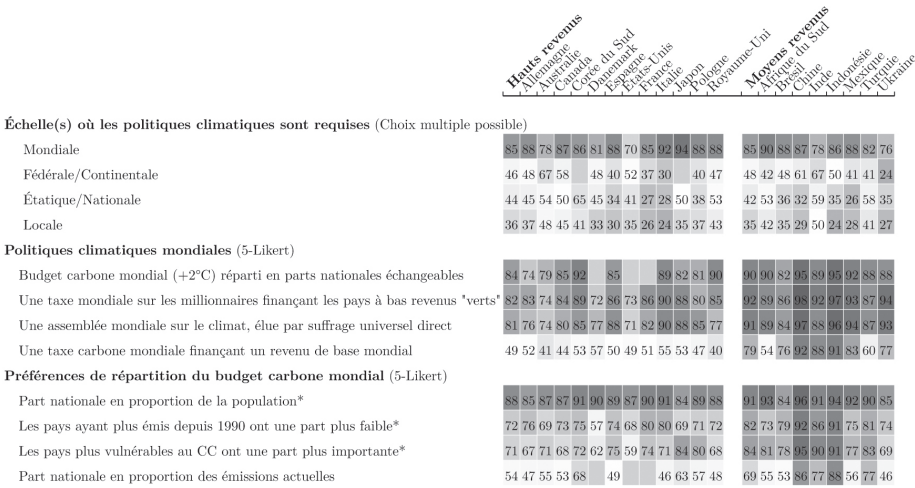 Hauts revenus Allemagne Australie Canada Corée du Sud Danemark Espagne États-Unis France Italie Japon Pologne Royaume-Uni Moyens revenus Afrique du Sud Brésil Chine Inde Indonésie Mexique Turquie Ukraine
Échelle(s) où les politiques climatiques sont requises (Choix multiple possible)
Mondiale 85 88 78 87 86 81 88 70 85 92 94 88 88 85 90 88 87 78 86 88 82 76
Fédérale/Continentale 46 48 67 58 48 40 52 37 30 40 47 48 42 48 61 67 50 41 41 24
Étatique/Nationale 44 45 54 50 65 45 34 41 27 28 50 38 53 42 53 36 32 59 35 26 58 35
Locale 36 37 48 45 41 33 30 35 26 24 35 37 43 35 42 35 29 50 24 28 41 27
Politiques climatiques mondiales (5-Likert)
Budget carbone mondial (+2°C) réparti en parts nationales échangeables 84 74 79 85 92 85 89 82 81 90 90 90 82 95 89 95 92 88 88
Une taxe mondiale sur les millionnaires finançant les pays à bas revenus "verts" 82 83 74 84 89 72 86 73 86 90 88 80 85 92 89 86 98 92 97 93 87 94
Une assemblée mondiale sur le climat, élue par suffrage universel direct 81 76 74 80 85 77 88 71 82 90 88 85 77 91 89 84 97 88 96 94 87 93
Une taxe carbone mondiale finançant un revenu de base mondial 49 52 41 44 53 57 50 49 51 55 53 47 40 79 54 76 92 88 91 83 60 77
Préférences de répartition du budget carbone mondial (5-Likert)
Part nationale en proportion de la population* 88 85 87 87 91 90 89 87 90 91 84 89 88 91 93 84 96 91 94 92 90 85
Les pays ayant plus émis depuis 1990 ont une part plus faible* 72 76 69 73 75 57 74 68 80 80 69 71 72 82 73 79 92 86 91 75 81 74
Les pays plus vulnérables au CC ont une part plus importante* 71 67 71 68 72 62 75 59 74 71 84 80 68 84 81 78 95 90 91 77 83 69
Part nationale en proportion des émissions actuelles 54 47 55 53 68 49 46 63 57 48 69 55 53 86 77 88 56 77 46